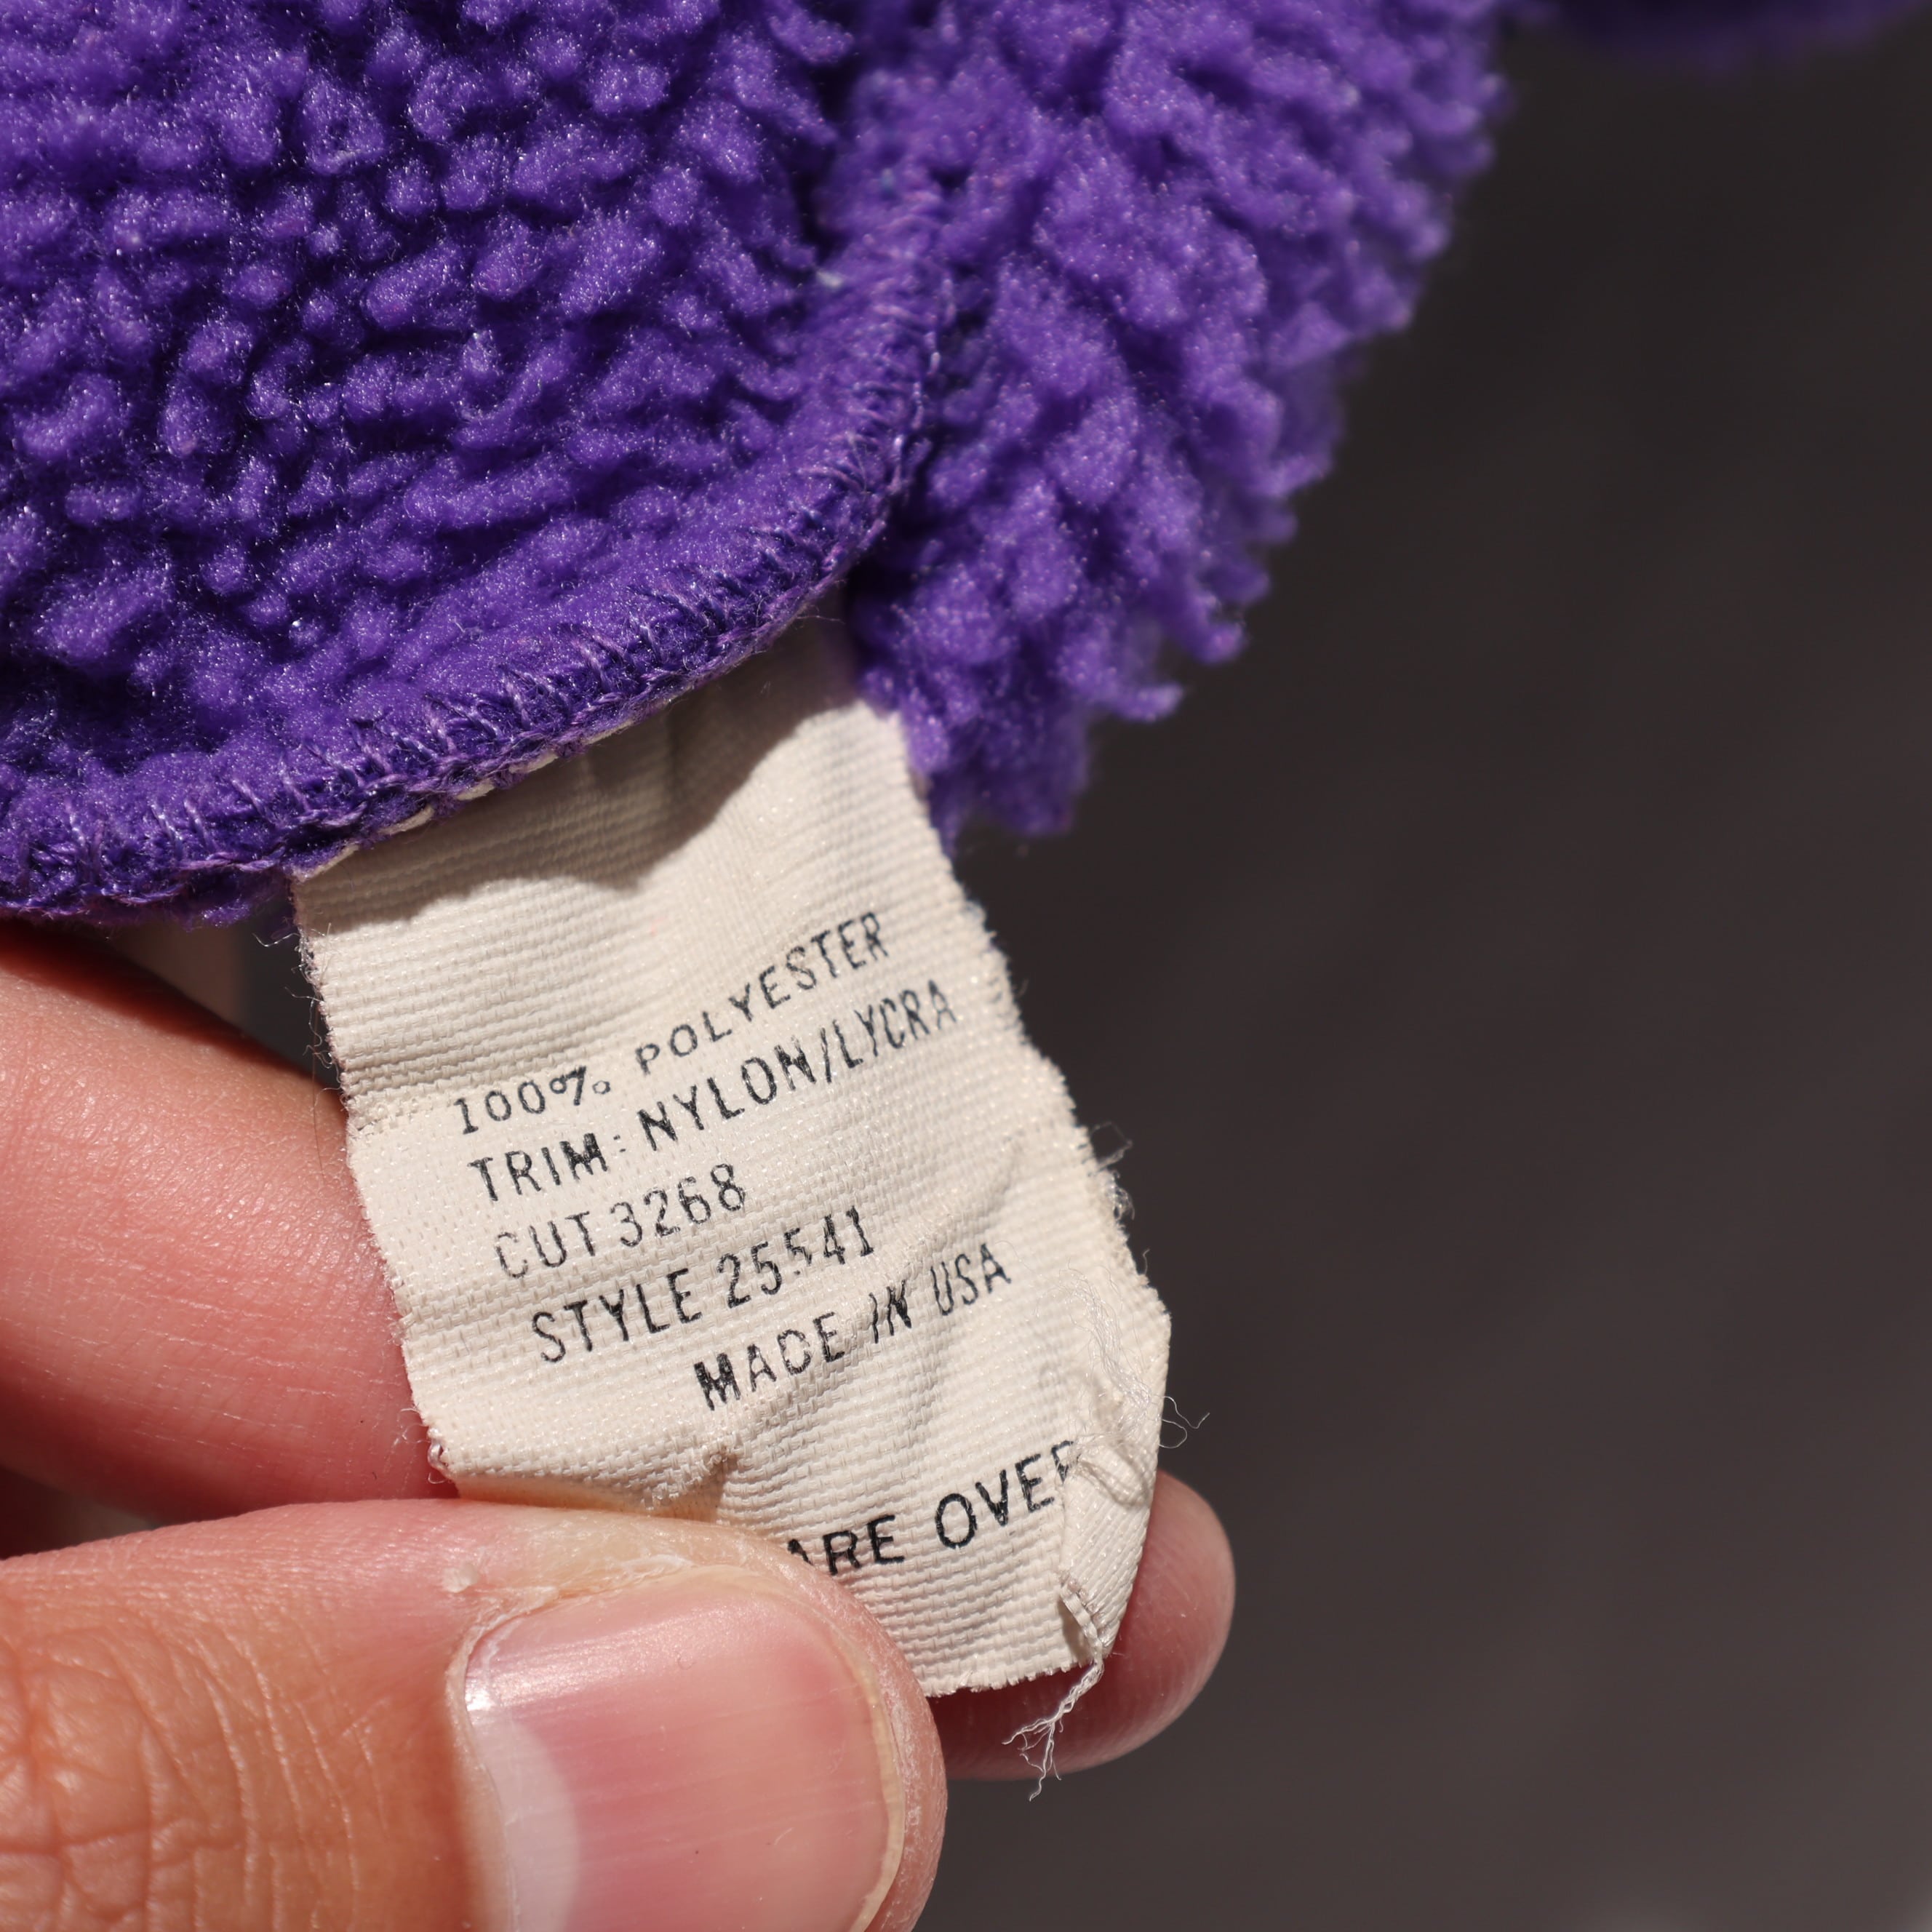 100% POLYESTER
TRIM: NYLON/LYCRA
CUT 3268
STYLE 25541
MADE IN USA
ARE OVER